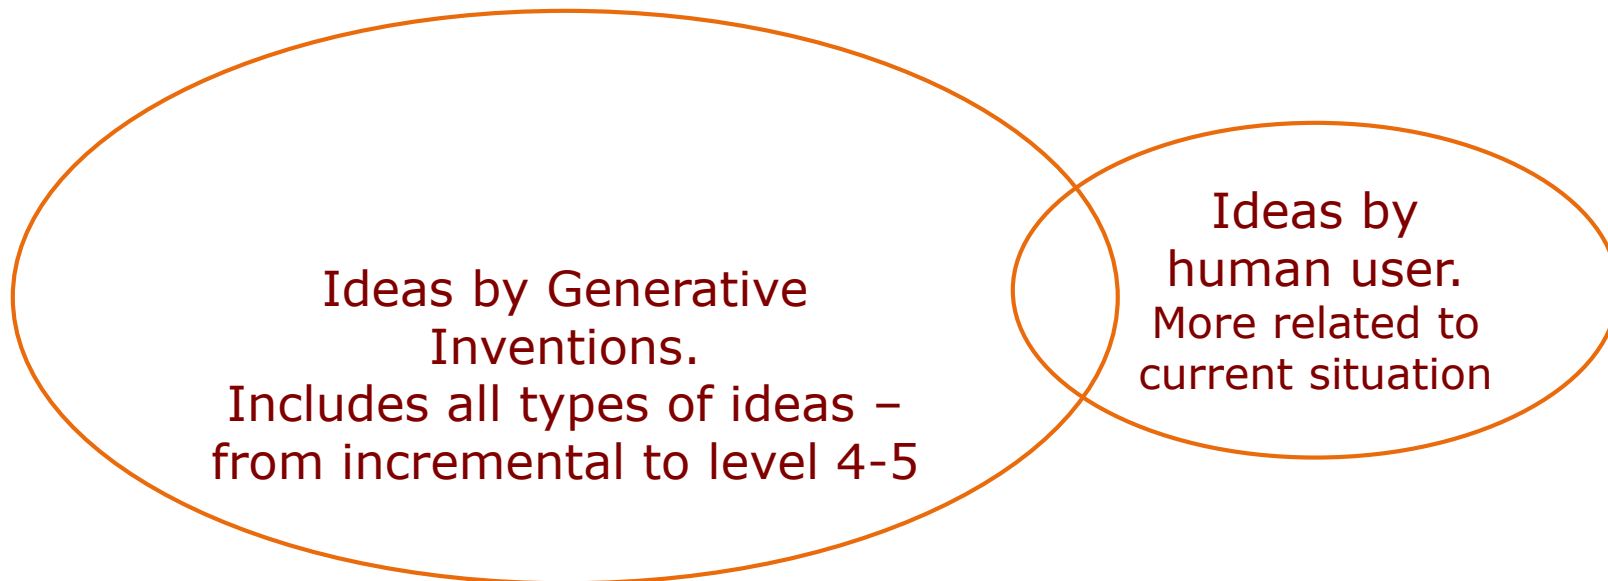 Ideas by Generative
Inventions.
Includes all types of ideas –
from incremental to level 4-5
Ideas by
human user.
More related to
current situation